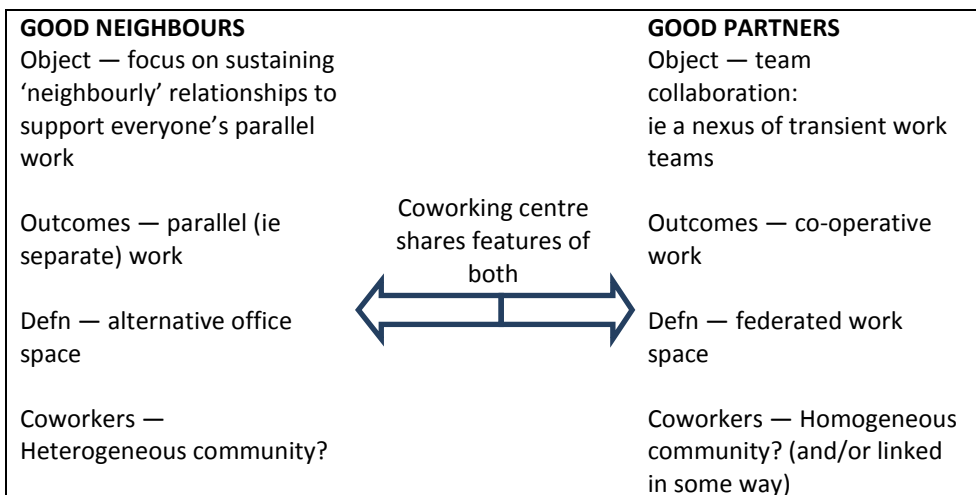 GOOD NEIGHBOURS
Object — focus on sustaining
‘neighbourly’ relationships to
support everyone’s parallel
work
Outcomes — parallel (ie
separate) work
Defn — alternative office
space
Coworkers —
Heterogeneous community?
Coworking centre
shares features of
both
GOOD PARTNERS
Object — team
collaboration:
ie a nexus of transient work
teams
Outcomes — co-operative
work
Defn — federated work
space
Coworkers — Homogeneous
community? (and/or linked
in some way)